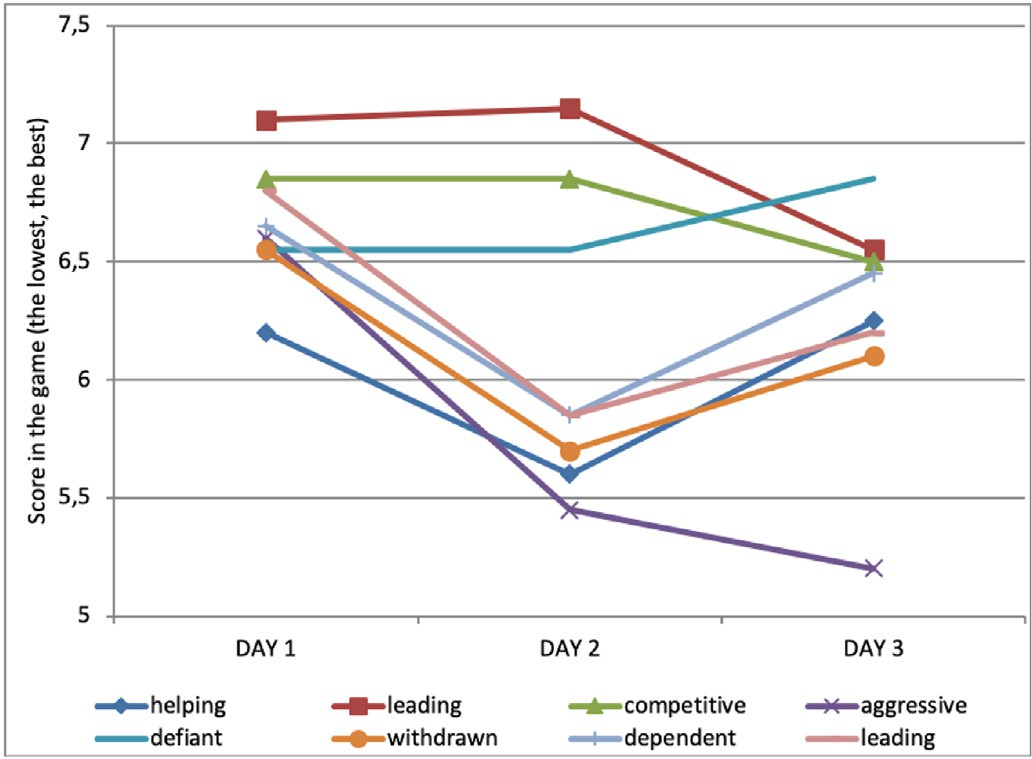 7,5
7
6,5
6
5,5
5
Score in the game (the lowest, the best)
DAY 1 DAY 2 DAY 3
helping leading competitive aggressive
defiant withdrawn dependent leading